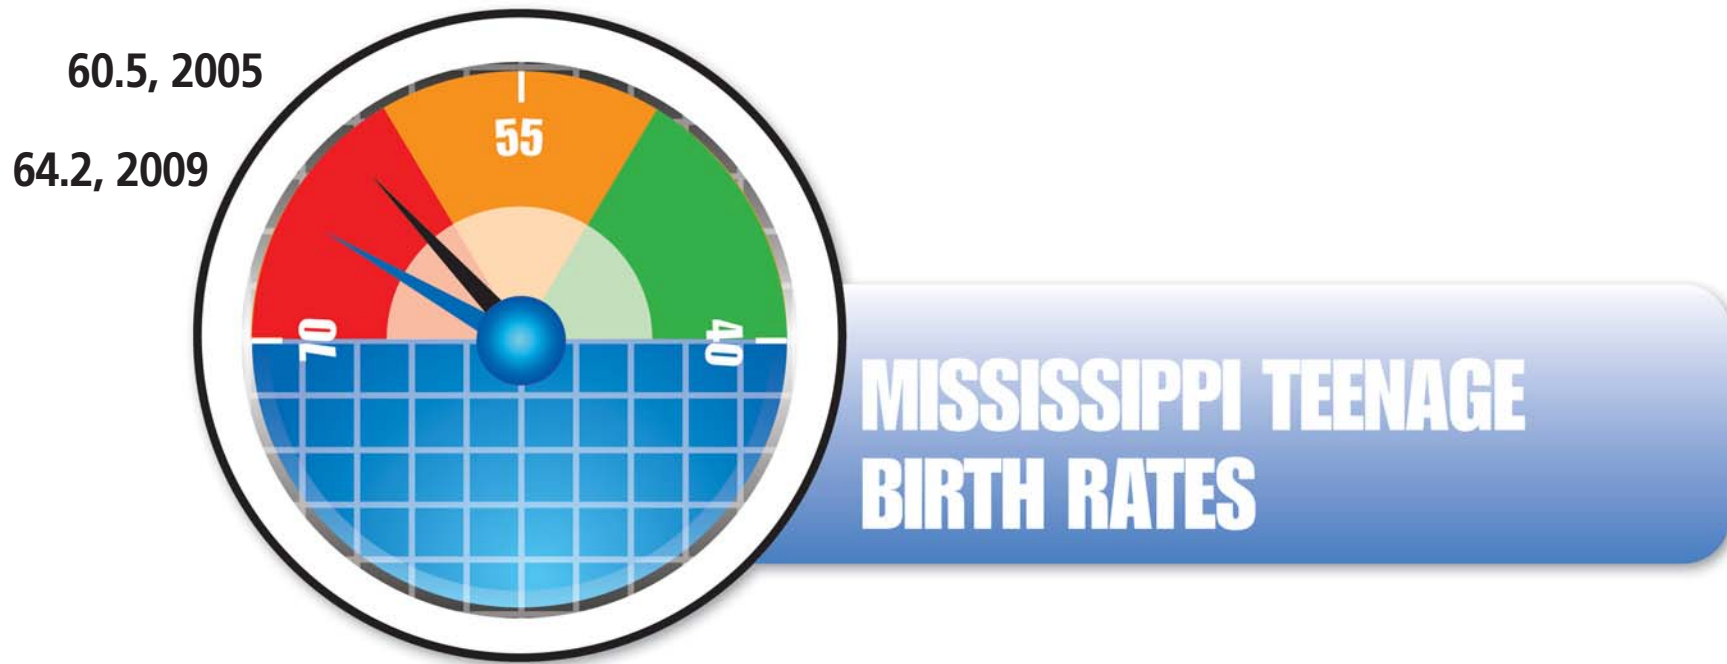 60.5, 2005
64.2, 2009
55
70
40
MISSISSIPPI TEENAGE
BIRTH RATES